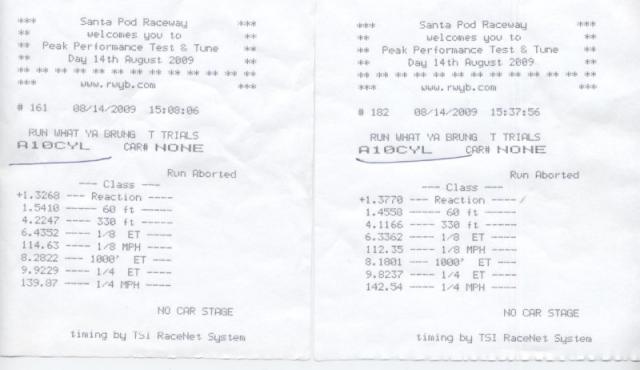 *** Santa Pod Raceway ***
** welcomes you to **
** Peak Performance Test & Tune **
** Day 14th August 2009 **
** ** ** ** ** ** ** ** ** ** ** **
*** www.rwyb.com ***
# 161 08/14/2009 15:08:06
RUN WHAT YA BRUNG T TRIALS
A10CYL CAR# NONE
Run Aborted
--- Class ---
+1.3268 --- Reaction ----
1.5410 ----- 60 ft ----
4.2247 ---- 330 ft ----
6.4352 ---- 1/8 ET ----
114.63 ---- 1/8 MPH ----
8.2822 ---- 1000' ET ----
9.9229 ---- 1/4 ET ----
139.87 ---- 1/4 MPH ----
NO CAR STAGE
timing by TSI RaceNet System
*** Santa Pod Raceway ***
** welcomes you to **
** Peak Performance Test & Tune **
** Day 14th August 2009 **
** ** ** ** ** ** ** ** ** ** ** **
*** www.rwyb.com ***
# 182 08/14/2009 15:37:56
RUN WHAT YA BRUNG T TRIALS
A10CYL CAR# NONE
Run Aborted
--- Class ---
+1.3770 --- Reaction ----
1.4558 ----- 60 ft ----
4.1166 ---- 330 ft ----
6.3362 ---- 1/8 ET ----
112.35 ---- 1/8 MPH ----
8.1801 ---- 1000' ET ----
9.8237 ---- 1/4 ET ----
142.54 ---- 1/4 MPH ----
NO CAR STAGE
timing by TSI RaceNet System